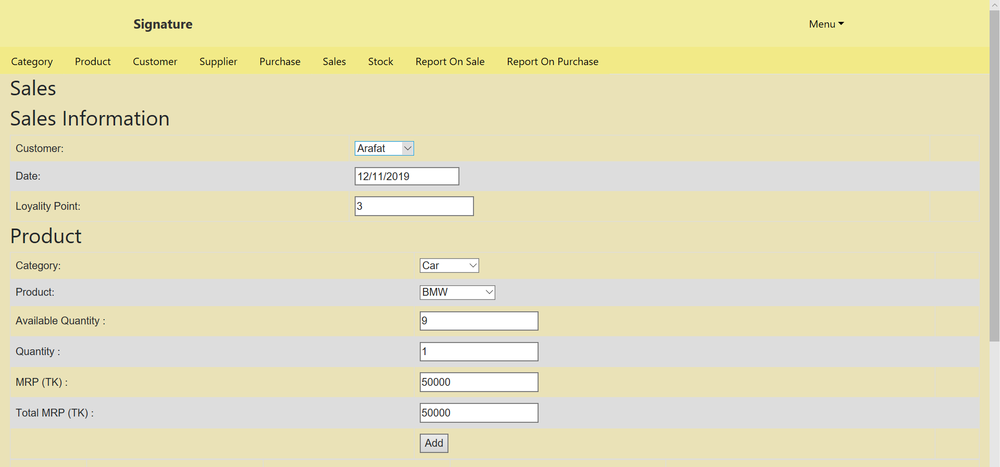 Signature
Menu
Category Product Customer Supplier Purchase Sales Stock Report On Sale Report On Purchase
Sales
Sales Information
Customer: Arafat
Date: 12/11/2019
Loyality Point: 3
Product
Category: Car
Product: BMW
Available Quantity : 9
Quantity : 1
MRP (TK) : 50000
Total MRP (TK) : 50000
Add